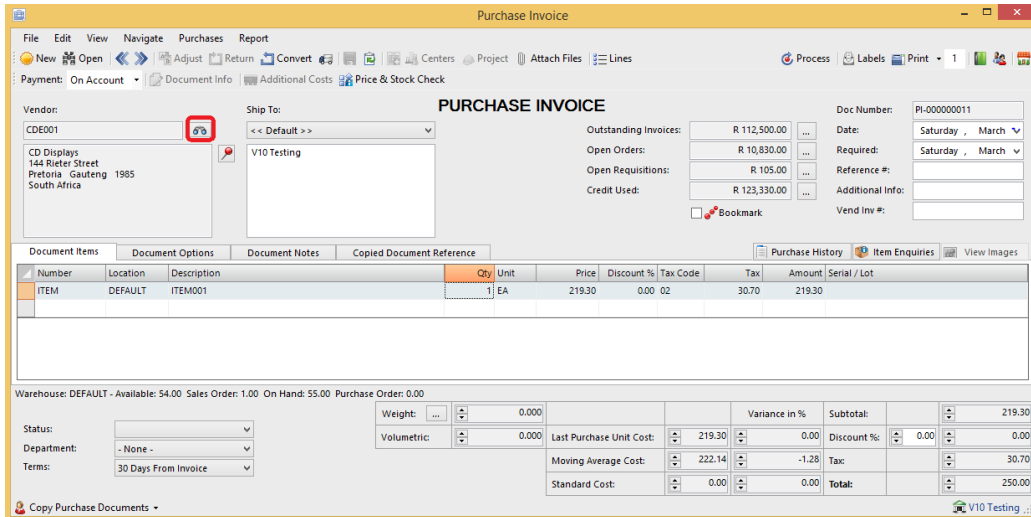 Purchase Invoice
File Edit View Navigate Purchases Report
New Open Adjust Return Convert Centers Project Attach Files Lines Process Labels Print 1
Payment: On Account Document Info Additional Costs Price & Stock Check
PURCHASE INVOICE
Vendor:
CDE001
CD Displays
144 Rieter Street
Pretoria Gauteng 1985
South Africa
Ship To:
<< Default >>
V10 Testing
Outstanding Invoices: R 112,500.00 ...
Open Orders: R 10,830.00 ...
Open Requisitions: R 105.00 ...
Credit Used: R 123,330.00 ...
Bookmark
Doc Number: PI-000000011
Date: Saturday , March
Required: Saturday , March
Reference #:
Additional Info:
Vend Inv #:
Document Items Document Options Document Notes Copied Document Reference Purchase History Item Enquiries View Images
Number Location Description Qty Unit Price Discount % Tax Code Tax Amount Serial / Lot
ITEM DEFAULT ITEM001 1 EA 219.30 0.00 02 30.70 219.30
Warehouse: DEFAULT - Available: 54.00 Sales Order: 1.00 On Hand: 55.00 Purchase Order: 0.00
Status:
Department: - None -
Terms: 30 Days From Invoice
Weight: ... 0.000 Variance in % Subtotal: 219.30
Volumetric: 0.000 Last Purchase Unit Cost: 219.30 0.00 Discount %: 0.00 0.00
Moving Average Cost: 222.14 -1.28 Tax: 30.70
Standard Cost: 0.00 0.00 Total: 250.00
Copy Purchase Documents V10 Testing